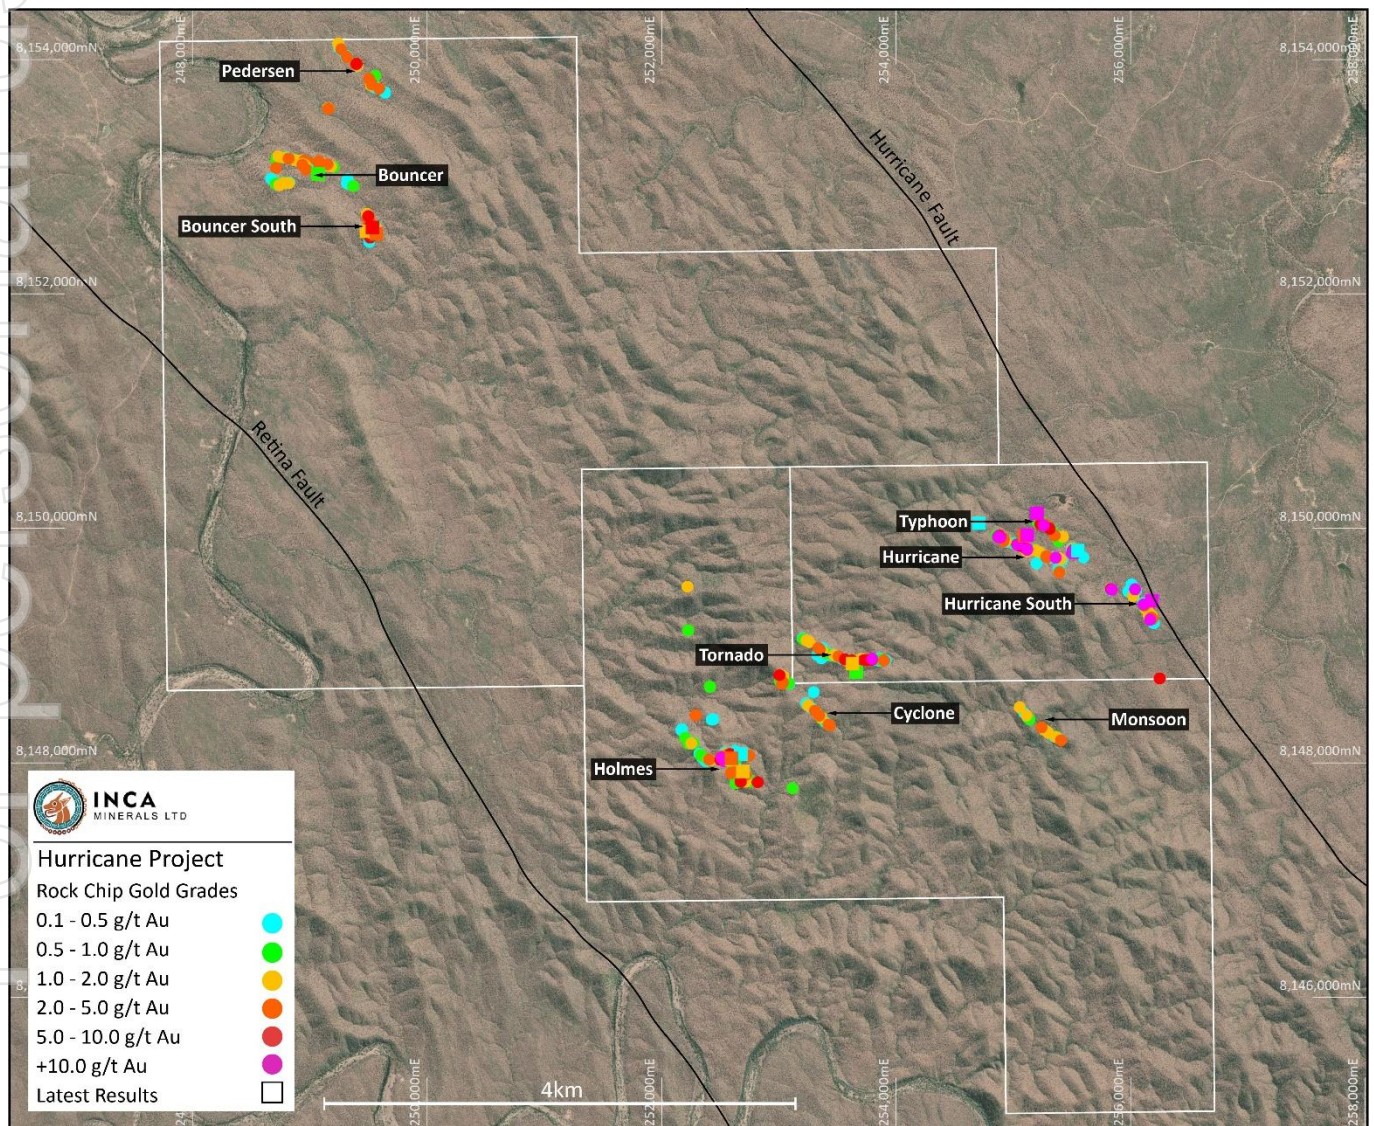 248,000mE
250,000mE
252,000mE
254,000mE
256,000mE
258,000mE
8,154,000mN
8,154,000mN
Pedersen
Hurricane Fault
Bouncer
Bouncer South
8,152,000mN
8,152,000mN
Retina Fault
8,150,000mN
8,150,000mN
Typhoon
Hurricane
Hurricane South
Tornado
Cyclone
Monsoon
8,148,000mN
8,148,000mN
Holmes
INCA
MINERALS LTD
Hurricane Project
Rock Chip Gold Grades
0.1 - 0.5 g/t Au
0.5 - 1.0 g/t Au
1.0 - 2.0 g/t Au
2.0 - 5.0 g/t Au
5.0 - 10.0 g/t Au
+10.0 g/t Au
Latest Results
8,146,000mN
4km
250,000mE
252,000mE
254,000mE
256,000mE
258,000mE